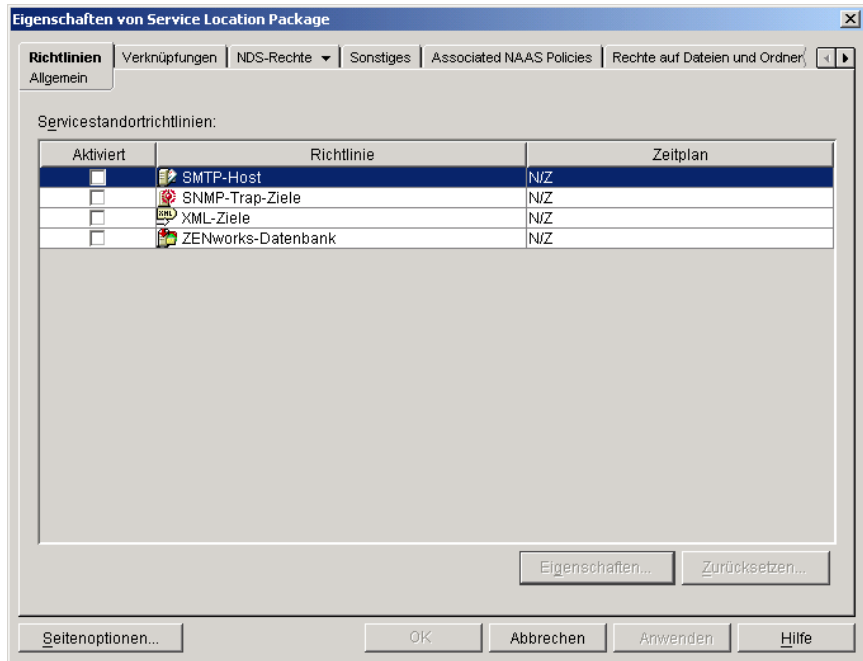 Eigenschaften von Service Location Package
Richtlinien Verknüpfungen NDS-Rechte Sonstiges Associated NAAS Policies Rechte auf Dateien und Ordner
Allgemein
Servicestandortrichtlinien:
Aktiviert Richtlinie Zeitplan
SMTP-Host N/Z
SNMP-Trap-Ziele N/Z
XML XML-Ziele N/Z
ZENworks-Datenbank N/Z
Eigenschaften... Zurücksetzen...
Seitenoptionen... OK Abbrechen Anwenden Hilfe